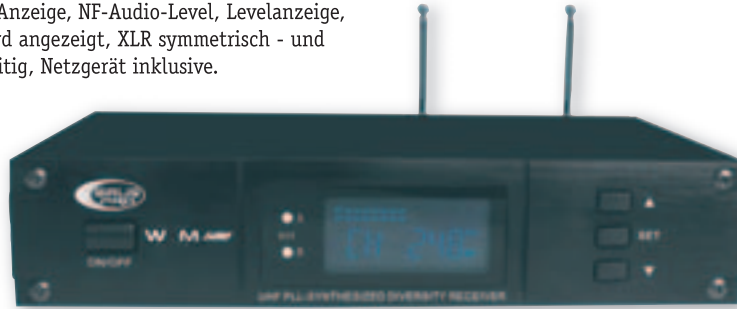 Anzeige, NF-Audio-Level, Levelanzeige,
rd angezeigt, XLR symmetrisch - und
itig, Netzgerät inklusive.
W M
ON/OFF
SET
UHF PLL-SYNTHESIZED DIVERSITY RECEIVER